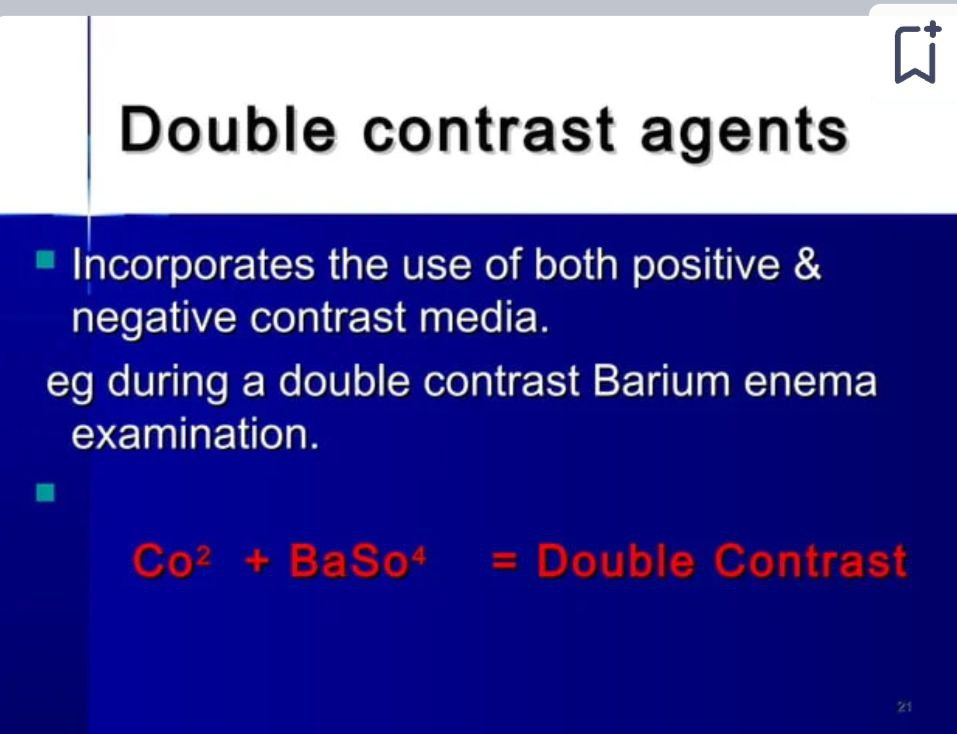 Double contrast agents
Incorporates the use of both positive &
negative contrast media.
eg during a double contrast Barium enema
examination.
Co² + BaSo⁴ = Double Contrast
21